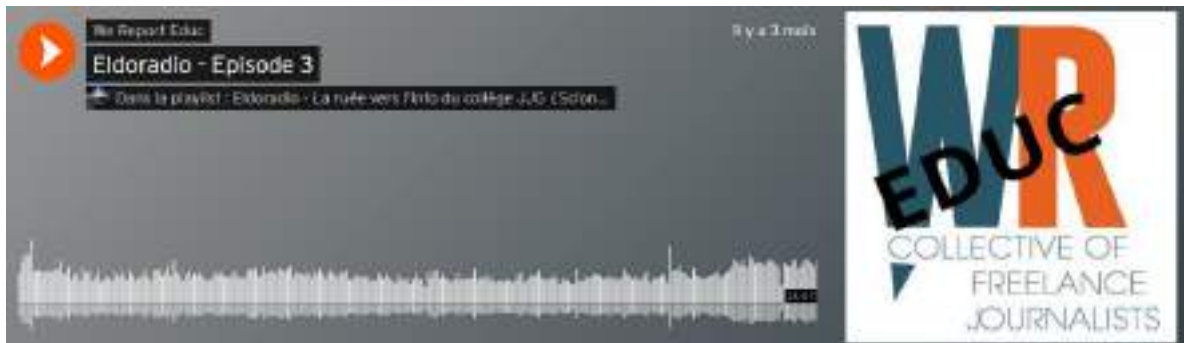 We Report Educ
Il y a 3 mois
Eldoradio - Episode 3
Dans la playlist : Eldoradio - La ruée vers l'info du collège JJG (Scion...
WR
EDUC
COLLECTIVE OF
FREELANCE
JOURNALISTS